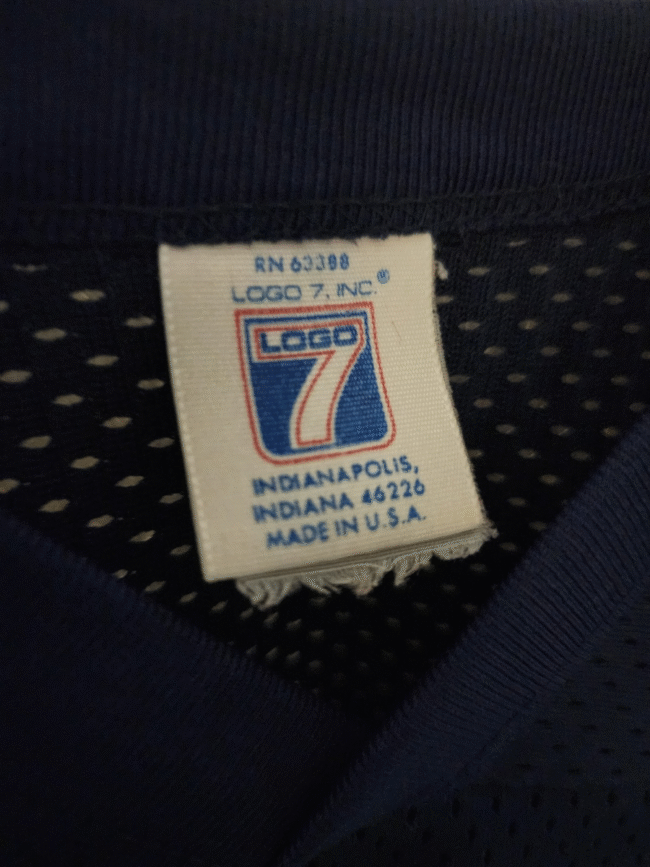 RN 63388
LOGO 7, INC.®
LOGO
7
INDIANAPOLIS,
INDIANA 46226
MADE IN U.S.A.